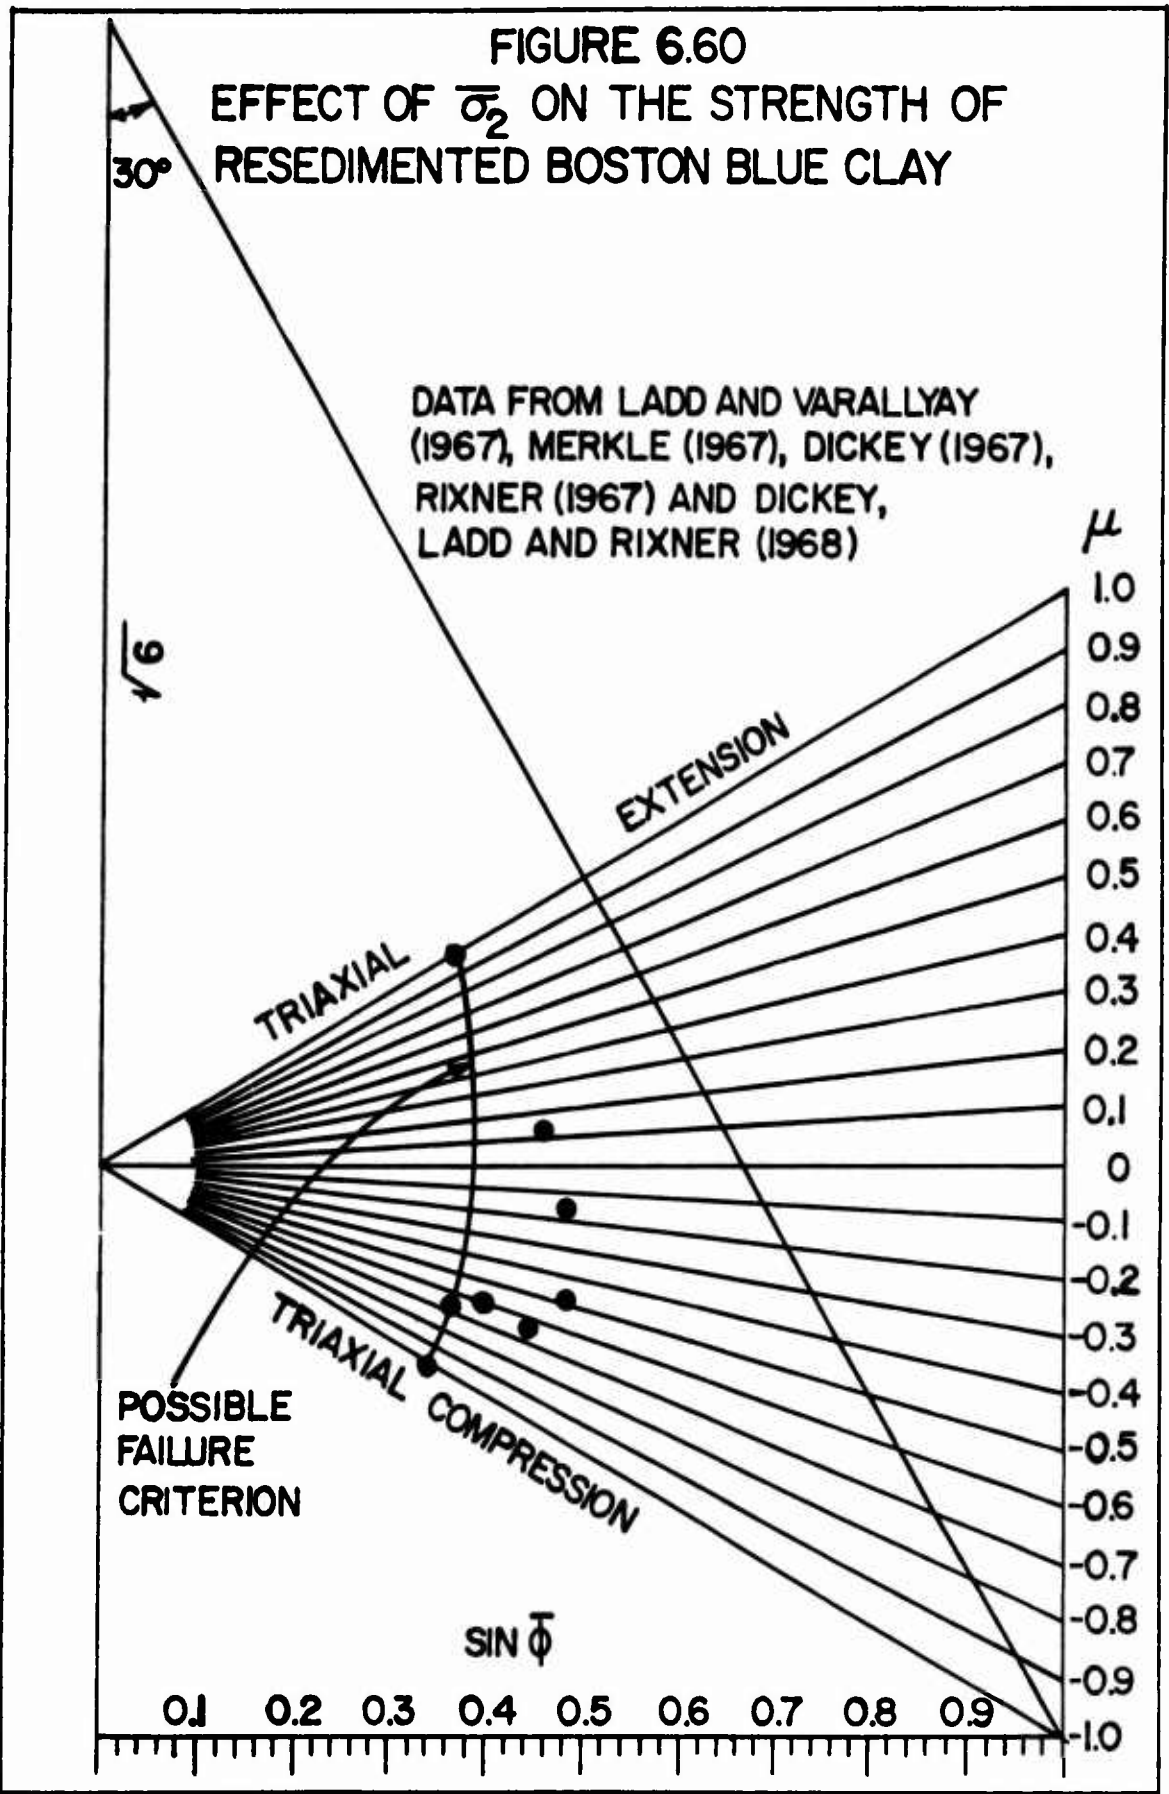 FIGURE 6.60
EFFECT OF σ̅₂ ON THE STRENGTH OF
RESEDIMENTED BOSTON BLUE CLAY
30°
DATA FROM LADD AND VARALLYAY
(1967), MERKLE (1967), DICKEY (1967),
RIXNER (1967) AND DICKEY,
LADD AND RIXNER (1968)
μ
1.0
0.9
0.8
0.7
0.6
0.5
0.4
0.3
0.2
0.1
0
-0.1
-0.2
-0.3
-0.4
-0.5
-0.6
-0.7
-0.8
-0.9
-1.0
√6
TRIAXIAL EXTENSION
TRIAXIAL COMPRESSION
POSSIBLE
FAILURE
CRITERION
SIN Φ̅
0.1 0.2 0.3 0.4 0.5 0.6 0.7 0.8 0.9